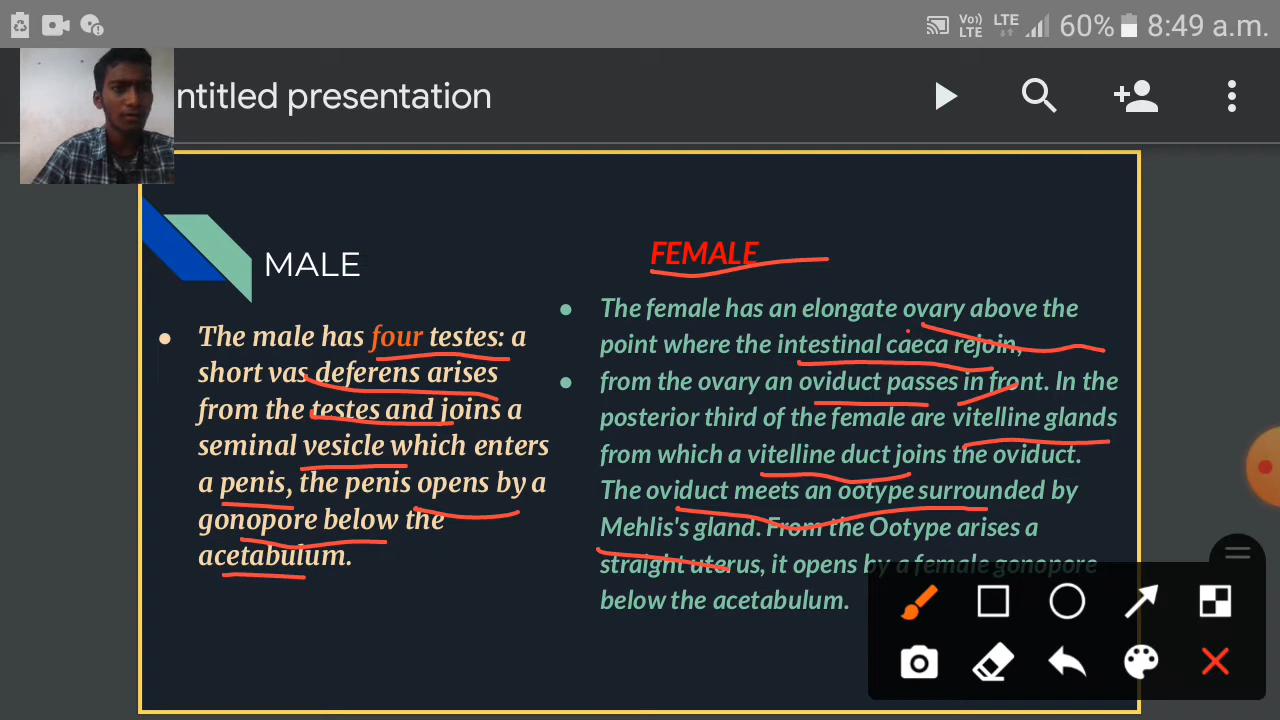 Vo)) LTE LTE 60% 8:49 a.m.
ntitled presentation
MALE
The male has four testes: a
short vas deferens arises
from the testes and joins a
seminal vesicle which enters
a penis, the penis opens by a
gonopore below the
acetabulum.
FEMALE
The female has an elongate ovary above the
point where the intestinal caeca rejoin,
from the ovary an oviduct passes in front. In the
posterior third of the female are vitelline glands
from which a vitelline duct joins the oviduct.
The oviduct meets an ootype surrounded by
Mehlis's gland. From the Ootype arises a
straight uterus, it opens by a female gonopore
below the acetabulum.